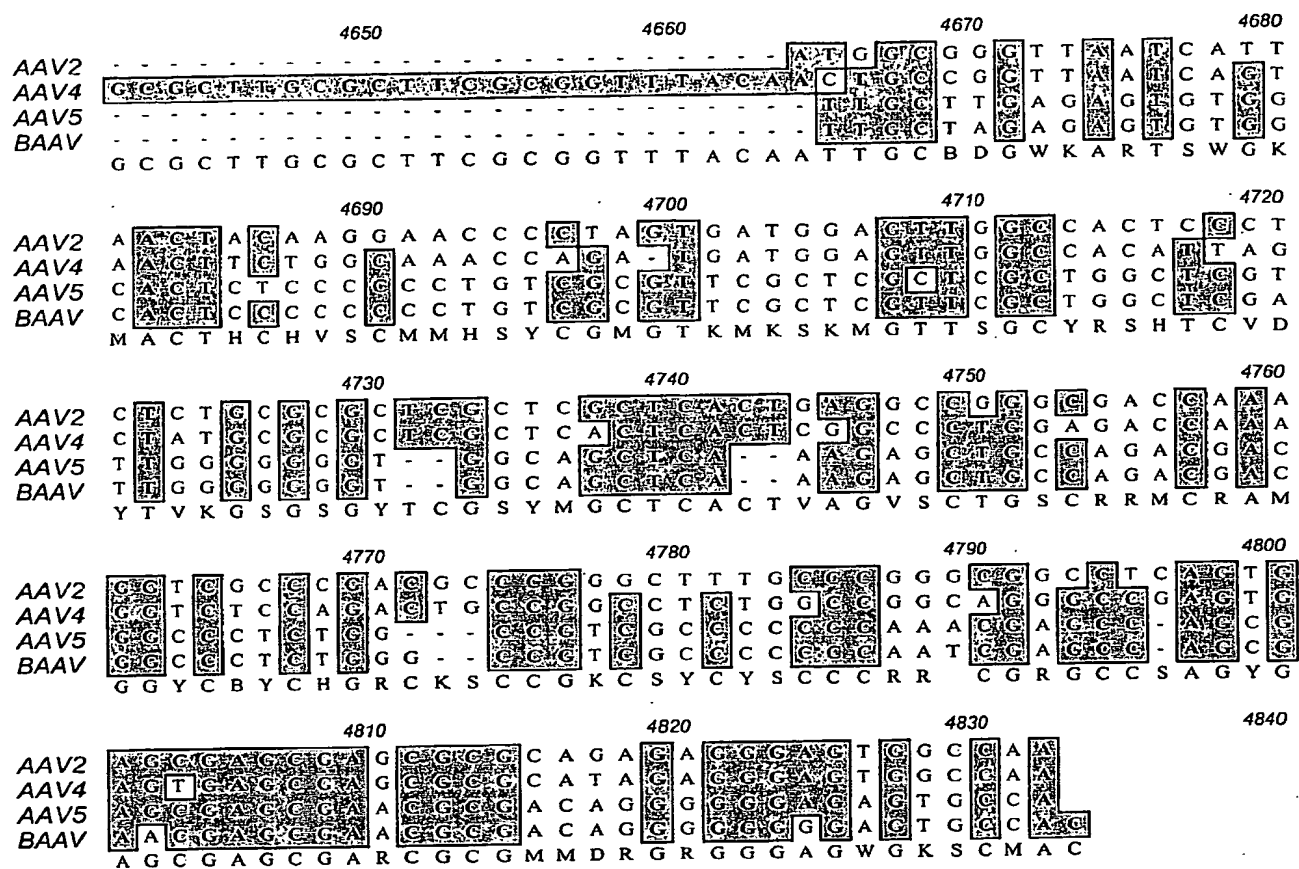 4650 4660 4670 4680
AAV2 - - - - - - - - - - - - - - - - - - - - - - - A T G G C G G G T T A A T C A T T
AAV4 G C G C T T G C G C T T C G C G G T T T A C A A C T G C C G G T T A A T C A G T
AAV5 - - - - - - - - - - - - - - - - - - - - - - - - T T G C T T G A G A G T G T G G
BAAV - - - - - - - - - - - - - - - - - - - - - - - - T T G C T A G A G A G T G T G G
G C G C T T G C G C T T C G C G G T T T A C A A T T G C B D G W K A R T S W G K
4690 4700 4710 4720
AAV2 A A C T A C A A G G A A C C C C T A G T G A T G G A G T T G G C C A C T C C C T
AAV4 A A C T T C T G G C A A A C C A G A - T G A T G G A G T T G G C C A C A T T A G
AAV5 C A C T C T C C C C C C T G T C G C G T T C G C T C G C T C G C T G G C T C G T
BAAV C A C T C C C C C C C C T G T C G C G T T C G C T C G T T C G C T G G C T C G A
M A C T H C H V S C M M H S Y C G M G T K M K S K M G T T S G C Y R S H T C V D
4730 4740 4750 4760
AAV2 C T C T G C G C G C T C G C T C G C T C A C T G A G G C C G G G C G A C C A A A
AAV4 C T A T G C G C G C T C G C T C A C T C A C T C G G C C C T G G A G A C C A A A
AAV5 T T G G G G G G G T - - G G C A G C T C A - - A A G A G C T G C C A G A C G A C
BAAV T T G G G G G G G T - - G G C A G C T C A - - A A G A G C T G C C A G A C G A C
Y T V K G S G S G Y T C G S Y M G C T C A C T V A G V S C T G S C R R M C R A M
4770 4780 4790 4800
AAV2 G G T C G C C C G A C G C C C G G G C T T T G C C C G G G C G G C C T C A G T G
AAV4 G G T C T C C A G A C T G C C G G C C T C T G G C C G G C A G G G C C G A G T G
AAV5 G G C C C T C T G G - - - C C G T C G C C C C C C C A A A C G A G C C - A G C G
BAAV G G C C C T C T G G G - - C C G T C G C C C C C C C A A T C G A G C C - A G C G
G G Y C B Y C H G R C K S C C G K C S Y C Y S C C C R R C G R G C C S A G Y G
4810 4820 4830 4840
AAV2 A G C G A G C G A G C G C G C A G A G A G G G A G T G G C C A A
AAV4 A G T G A G C G A G C G C G C A T A G A G G G A G T G G C C A A
AAV5 A G C G A G C G A A C G C G A C A G G G G G G A G A G T G C C A
BAAV A A C G A G C G A A C G C G A C A G G G G G G G G A G T G C C A C
A G C G A G C G A R C G C G M M D R G R G G G A G W G K S C M A C